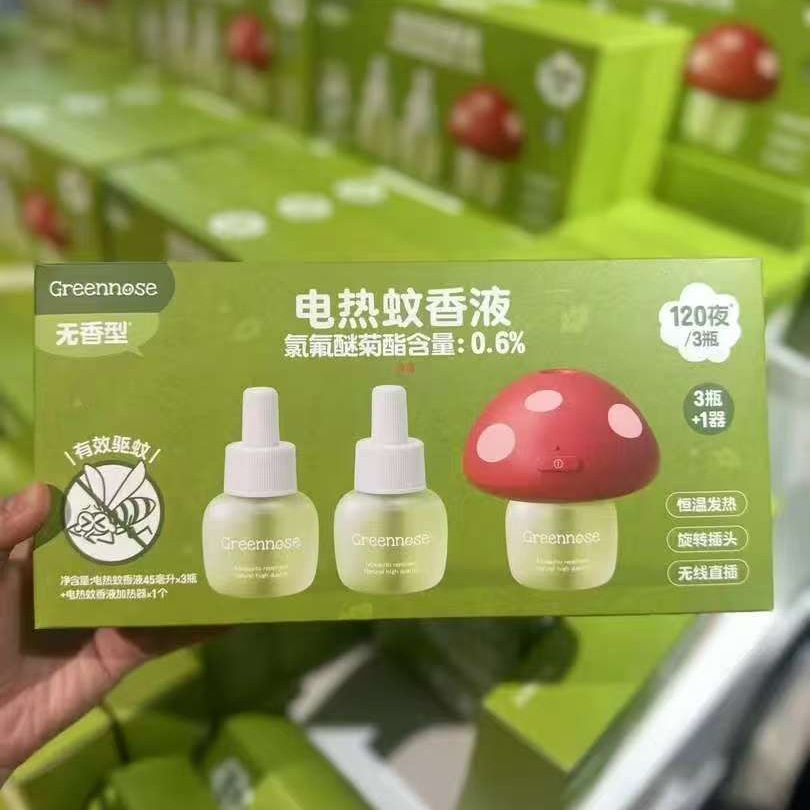 Greennose
无香型
电热蚊香液
氯氟醚菊酯含量：0.6%
120夜
/3瓶
3瓶
+1器
有效驱蚊
Greennose
Greennose
Greennose
恒温发热
旋转插头
无线直插
净含量:电热蚊香液45毫升x3瓶
+电热蚊香液加热器x1个